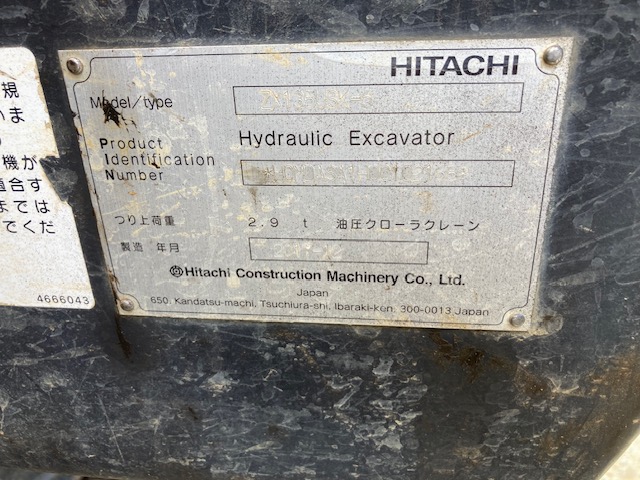 HITACHI
Model/type
Hydraulic Excavator
Product
Identification
Number
つり上荷重 2.9 t 油圧クローラクレーン
製造 年月
Hitachi Construction Machinery Co., Ltd.
Japan
650, Kandatsu-machi, Tsuchiura-shi, Ibaraki-ken, 300-0013 Japan
規
いま
機が
適合す
までは
でくだ
4666043